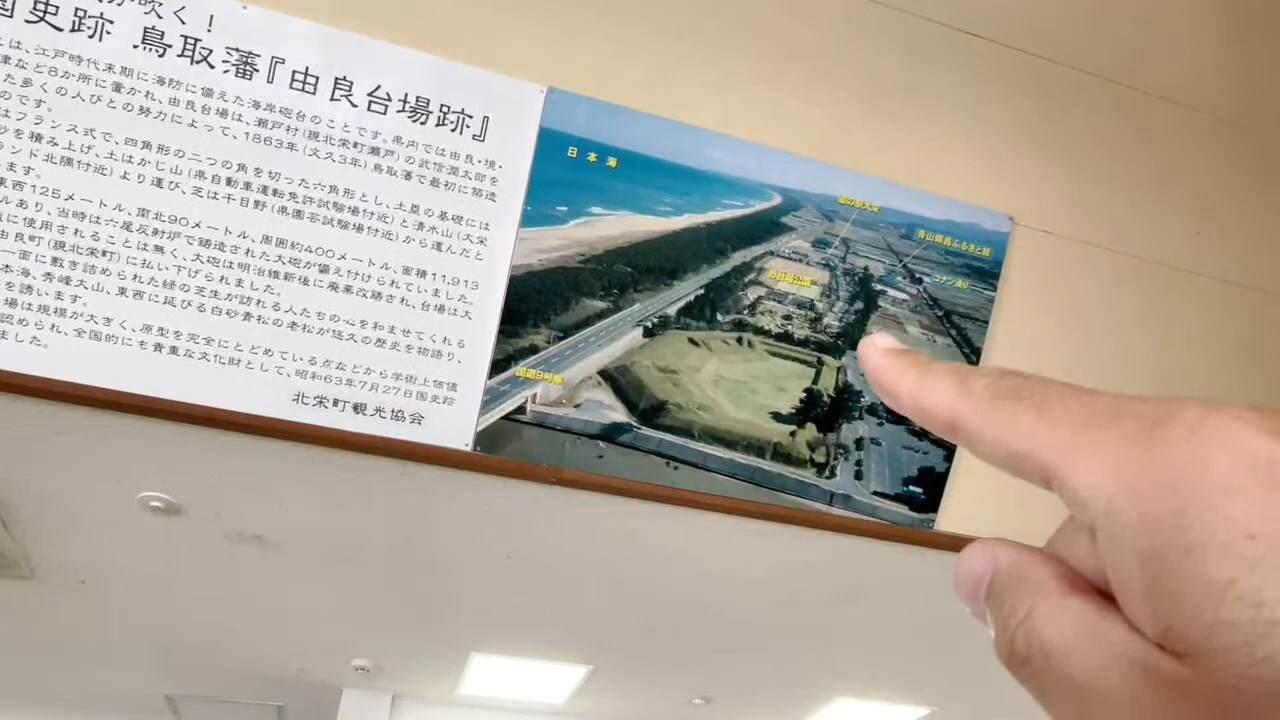 が吹く！
国史跡 鳥取藩『由良台場跡』
とは、江戸時代末期に海防に備えた海岸砲台のことです。県内では由良・境・
津など8か所に置かれ、由良台場は、瀬戸村(現北栄町瀬戸)の武信潤太郎を
た多くの人びとの努力によって、1863年(文久3年)鳥取藩で最初に築造
のです。
はフランス式で、四角形の二つの角を切った六角形とし、土塁の基礎には
砂を積み上げ、土はかじ山(県自動車運転免許試験場付近)と清水山(大栄
ランド北隅付近)より運び、芝は干目野(県園芸試験場付近)から運んだと
ます。
東西125メートル、南北90メートル、周囲約400メートル、面積11,913
ルあり、当時は六尾反射炉で鋳造された大砲が備え付けられていました。
に使用されることは無く、大砲は明治維新後に廃棄改鋳され、台場は大
由良町(現北栄町)に払い下げられました。
一面に敷き詰められた緑の芝生が訪れる人たちの心を和ませてくれる
本海、秀峰大山、東西に延びる白砂青松の老松が悠久の歴史を物語り、
を誘います。
場は規模が大きく、原型を完全にとどめている点などから学術上価値
認められ、全国的にも貴重な文化財として、昭和63年7月27日国史跡
ました。
北栄町観光協会
日本海
道の駅大栄
青山剛昌ふるさと館
お台場公園
コナン通り
国道9号線